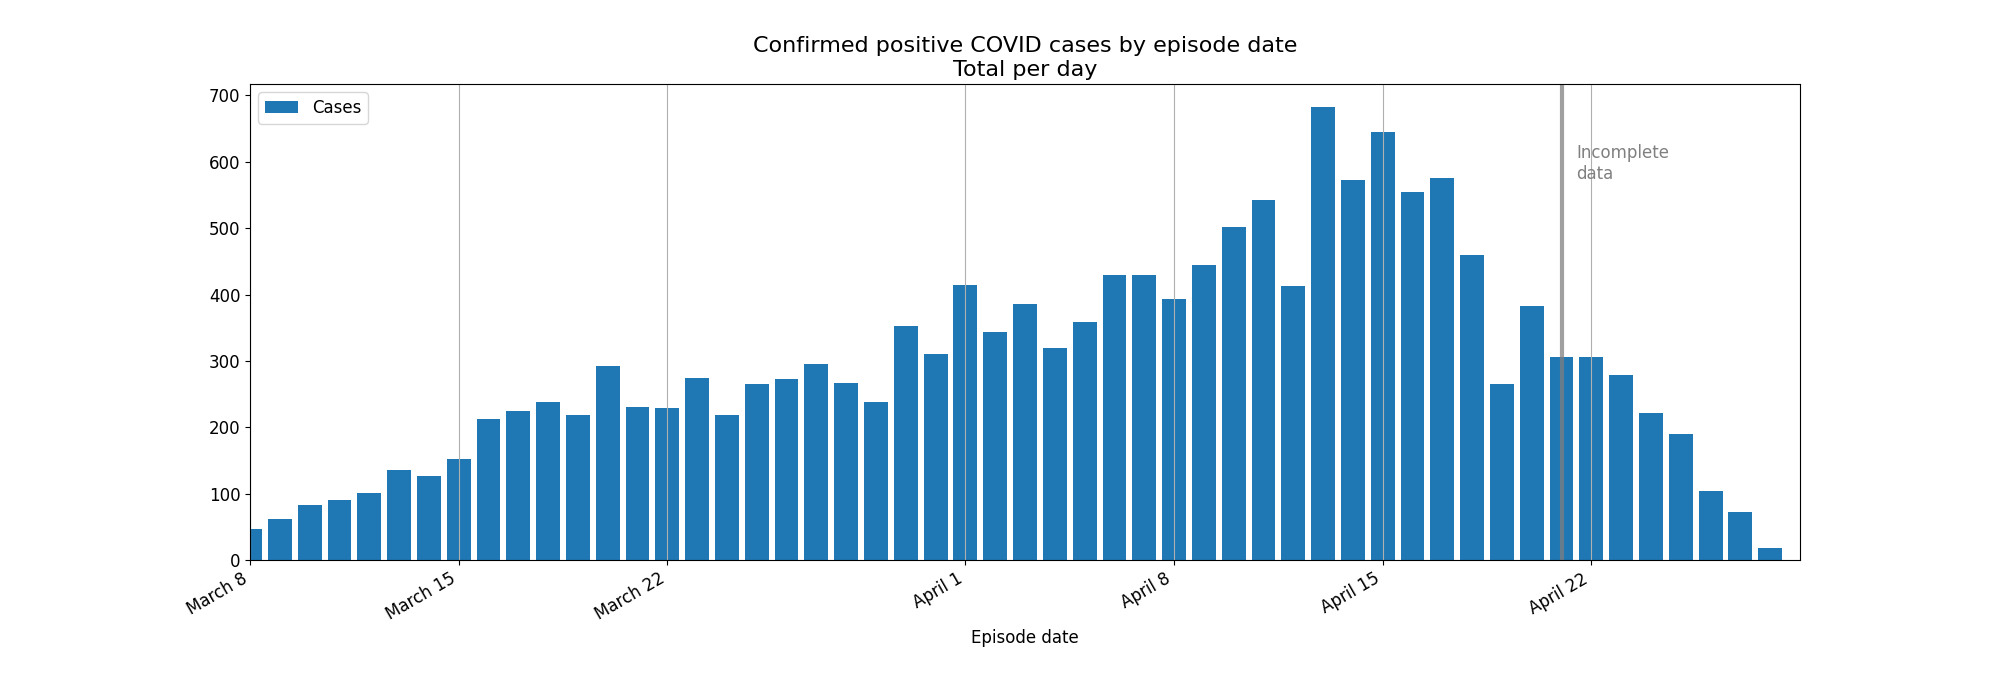 Confirmed positive COVID cases by episode date
Total per day
Cases
700
600
500
400
300
200
100
0
Incomplete
data
March 8
March 15
March 22
April 1
April 8
April 15
April 22
Episode date